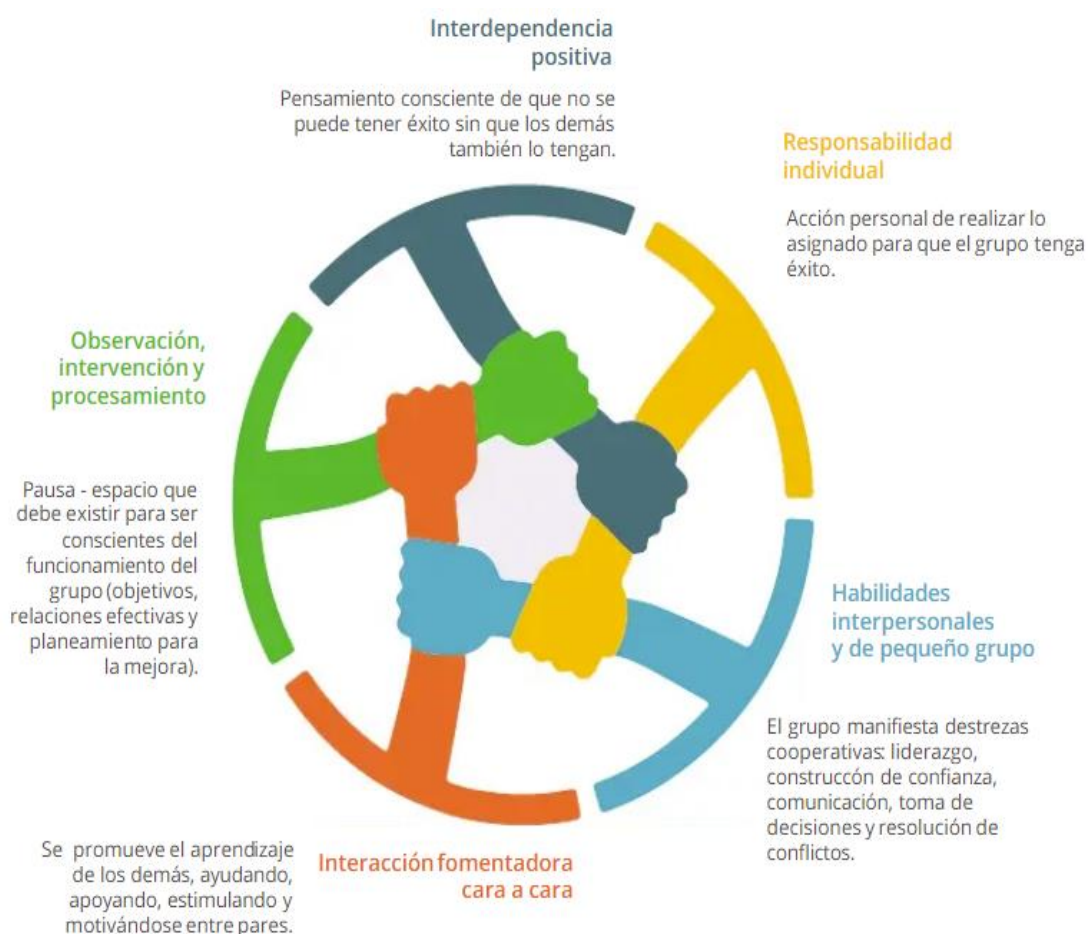 Interdependencia
positiva
Pensamiento consciente de que no se
puede tener éxito sin que los demás
también lo tengan.
Responsabilidad
individual
Acción personal de realizar lo
asignado para que el grupo tenga
éxito.
Observación,
intervención y
procesamiento
Pausa - espacio que
debe existir para ser
conscientes del
funcionamiento del
grupo (objetivos,
relaciones efectivas y
planeamiento para
la mejora).
Habilidades
interpersonales
y de pequeño grupo
El grupo manifiesta destrezas
cooperativas: liderazgo,
construccón de confianza,
comunicación, toma de
decisiones y resolución de
conflictos.
Interacción fomentadora
cara a cara
Se promueve el aprendizaje
de los demás, ayudando,
apoyando, estimulando y
motivándose entre pares.